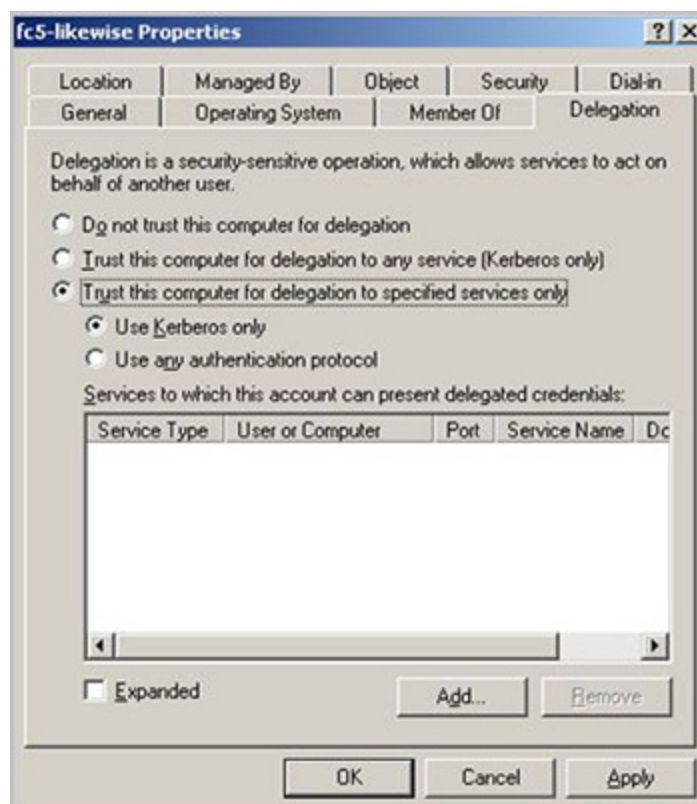 fc5-likewise Properties
Location Managed By Object Security Dial-in
General Operating System Member Of Delegation
Delegation is a security-sensitive operation, which allows services to act on
behalf of another user.
Do not trust this computer for delegation
Trust this computer for delegation to any service (Kerberos only)
Trust this computer for delegation to specified services only
Use Kerberos only
Use any authentication protocol
Services to which this account can present delegated credentials:
Service Type User or Computer Port Service Name Dc
Expanded Add... Remove
OK Cancel Apply